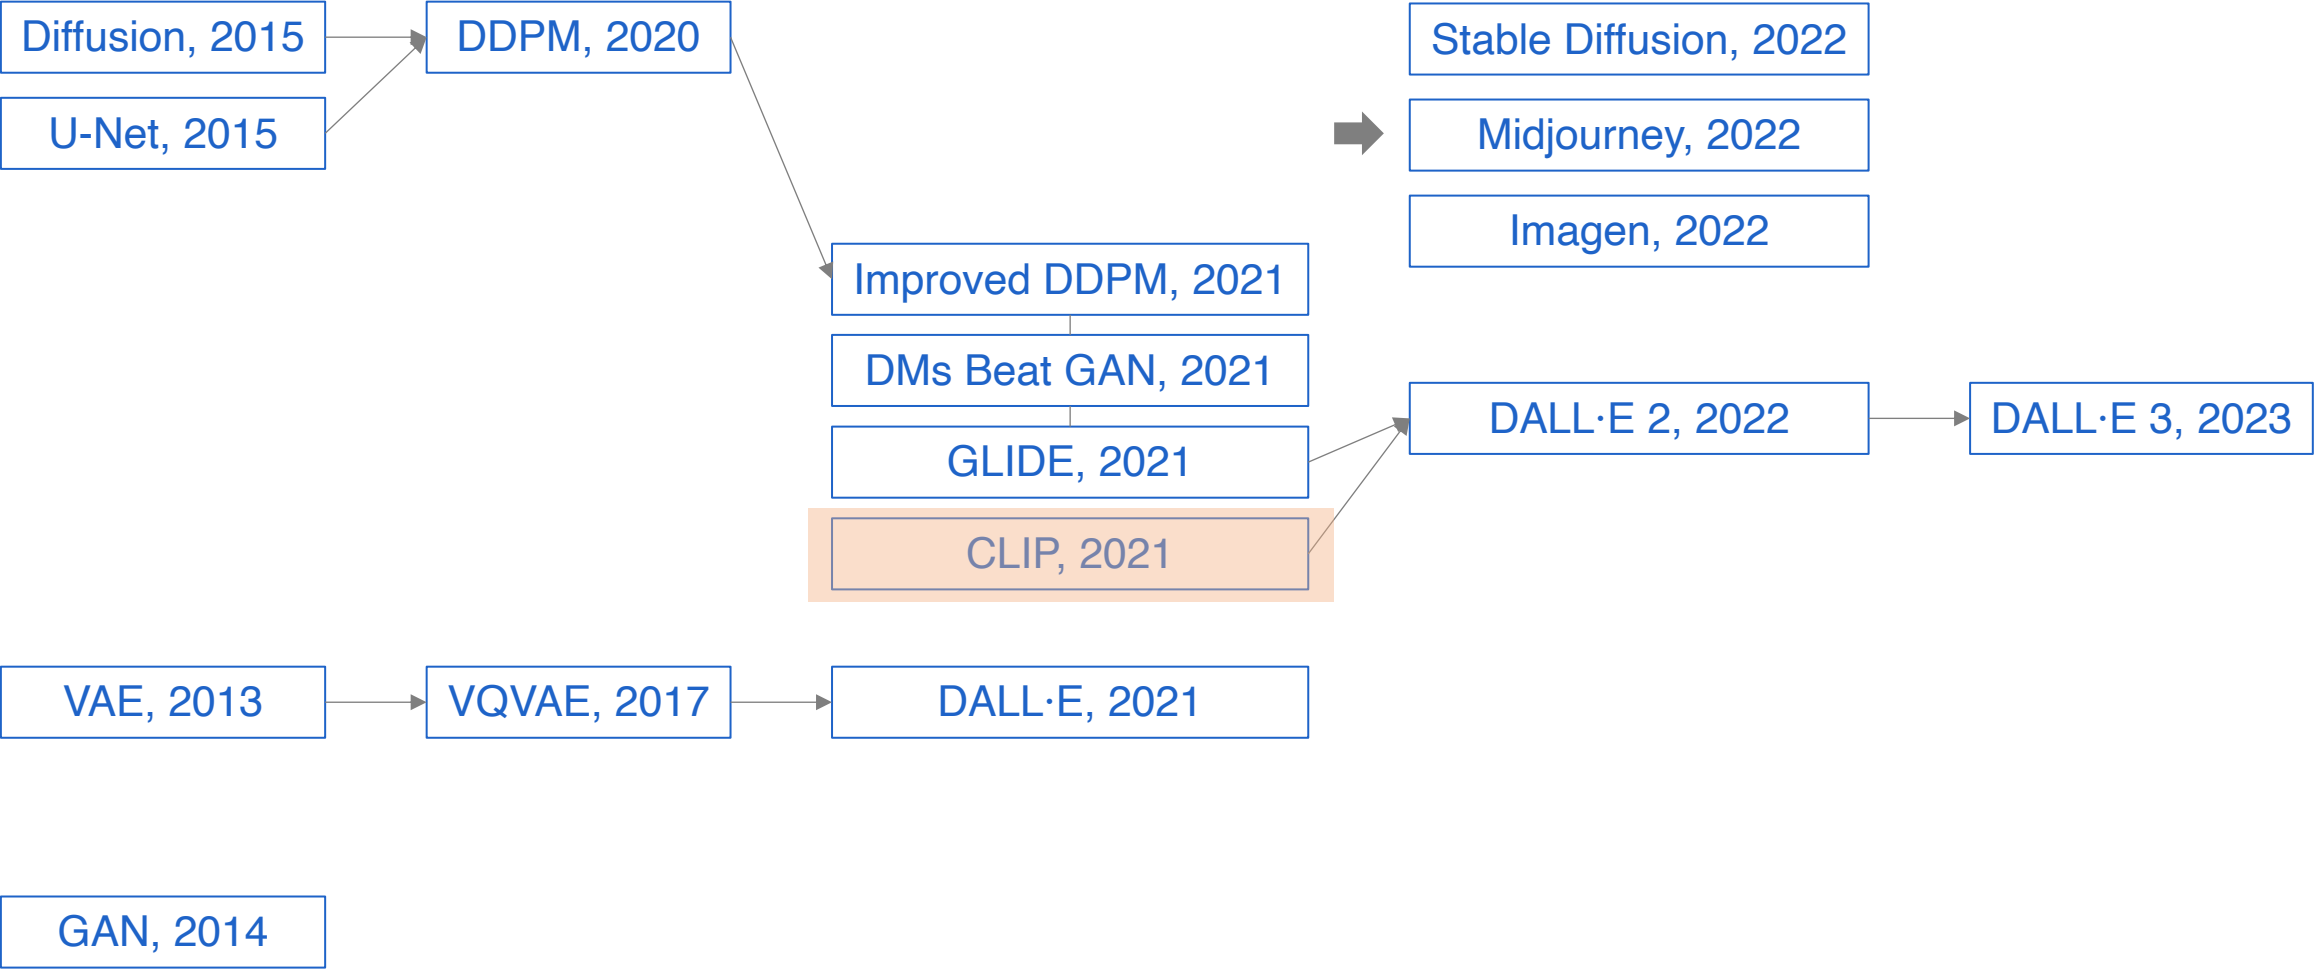 Diffusion, 2015
U-Net, 2015
DDPM, 2020
Stable Diffusion, 2022
Midjourney, 2022
Imagen, 2022
Improved DDPM, 2021
DMs Beat GAN, 2021
GLIDE, 2021
CLIP, 2021
DALL·E 2, 2022
DALL·E 3, 2023
VAE, 2013
VQVAE, 2017
DALL·E, 2021
GAN, 2014